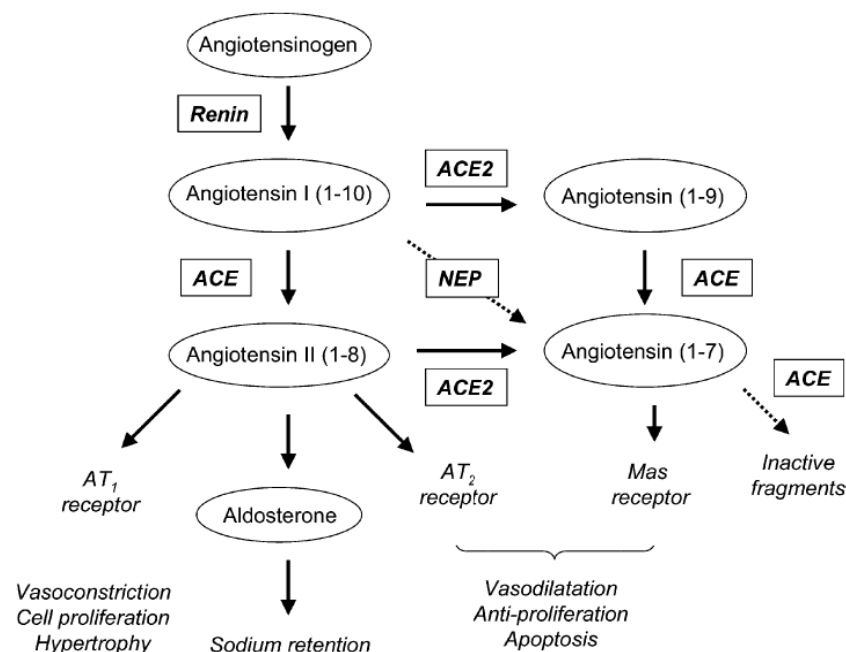 Angiotensinogen
Renin
Angiotensin I (1-10)
ACE2
Angiotensin (1-9)
ACE
NEP
ACE
Angiotensin II (1-8)
ACE2
Angiotensin (1-7)
ACE
AT1
receptor
Aldosterone
AT2
receptor
Mas
receptor
Inactive
fragments
Vasoconstriction
Cell proliferation
Hypertrophy
Sodium retention
Vasodilatation
Anti-proliferation
Apoptosis